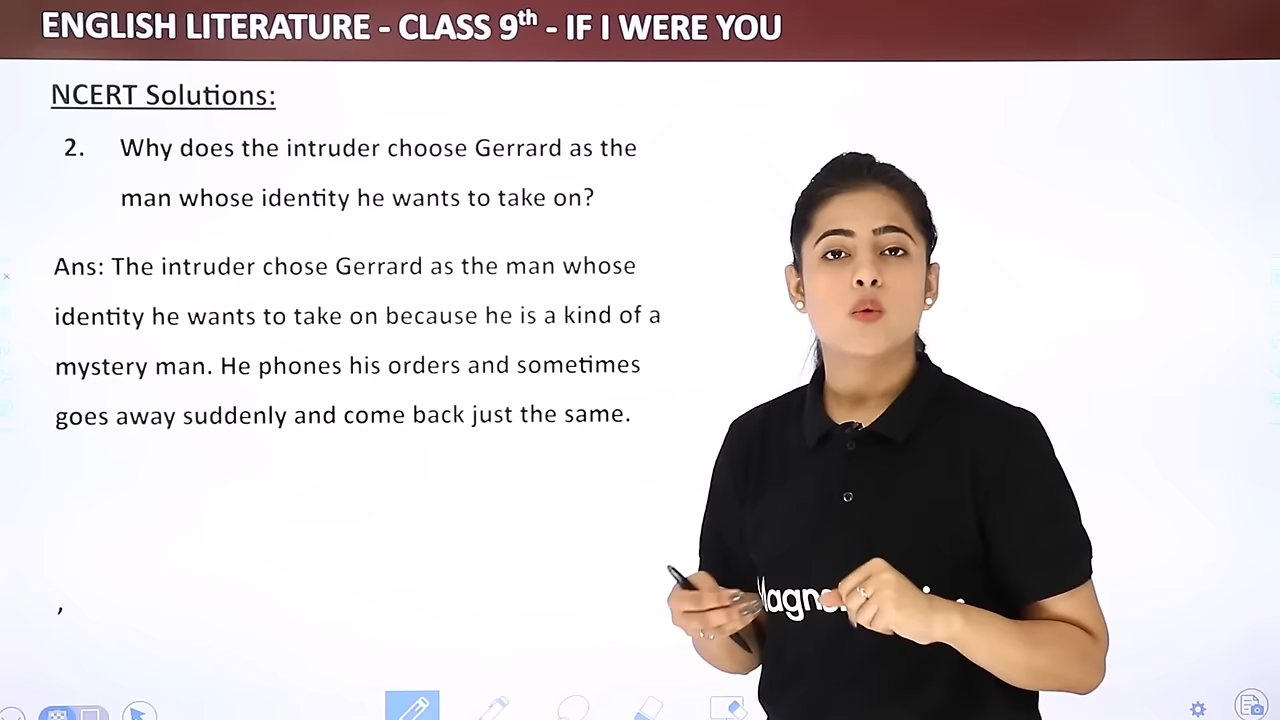 ENGLISH LITERATURE - CLASS 9th - IF I WERE YOU
NCERT Solutions:
2. Why does the intruder choose Gerrard as the
man whose identity he wants to take on?
Ans: The intruder chose Gerrard as the man whose
identity he wants to take on because he is a kind of a
mystery man. He phones his orders and sometimes
goes away suddenly and come back just the same.
,